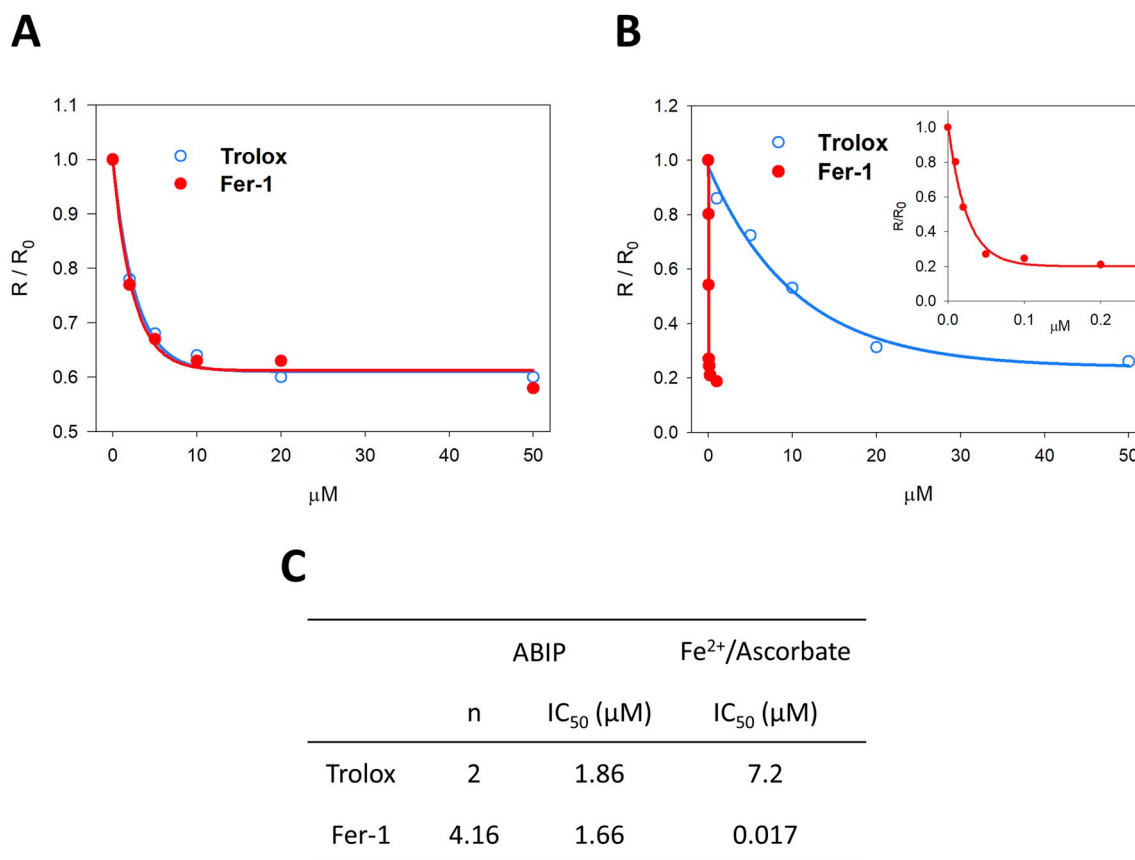 A
1.1
1.0
0.9
0.8
0.7
0.6
0.5
R / R0
0 10 20 30 40 50
μM
Trolox
Fer-1
B
1.2
1.0
0.8
0.6
0.4
0.2
0.0
R / R0
0 10 20 30 40 50
μM
Trolox
Fer-1
1.0
0.8
0.6
0.4
0.2
0.0
R/R0
0.0 0.1 0.2
μM
C
ABIP Fe²⁺/Ascorbate
n IC₅₀ (μM) IC₅₀ (μM)
Trolox 2 1.86 7.2
Fer-1 4.16 1.66 0.017